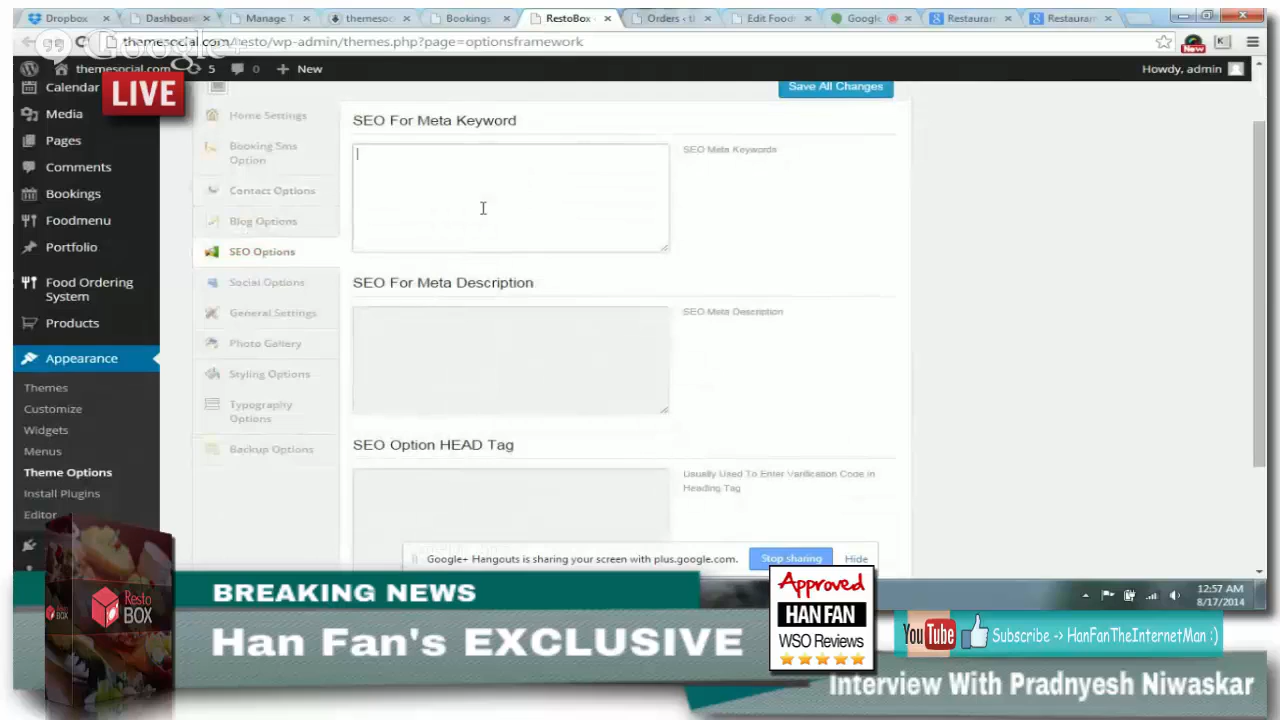 Dropbox
Dashboar
Manage T
themesoc
Bookings
RestoBox
Orders ‹ tl
Edit Food
Google
Restauran
Restauran
Google+
themesocial.com/resto/wp-admin/themes.php?page=optionsframework
New
themesocial.com
5
0
+ New
Howdy, admin
LIVE
Calendar
Media
Pages
Comments
Bookings
Foodmenu
Portfolio
Food Ordering
System
Products
Appearance
Themes
Customize
Widgets
Menus
Theme Options
Install Plugins
Editor
Home Settings
Booking Sms
Option
Contact Options
Blog Options
SEO Options
Social Options
General Settings
Photo Gallery
Styling Options
Typography
Options
Backup Options
Save All Changes
SEO For Meta Keyword
SEO Meta Keywords
SEO For Meta Description
SEO Meta Description
SEO Option HEAD Tag
Usually Used To Enter Varification Code In
Heading Tag
Google+ Hangouts is sharing your screen with plus.google.com.
Stop sharing
Hide
12:57 AM
8/17/2014
Resto
BOX
BREAKING NEWS
Han Fan's EXCLUSIVE
Approved
HAN FAN
WSO Reviews
YouTube
Subscribe -> HanFanTheInternetMan :)
Interview With Pradnyesh Niwaskar